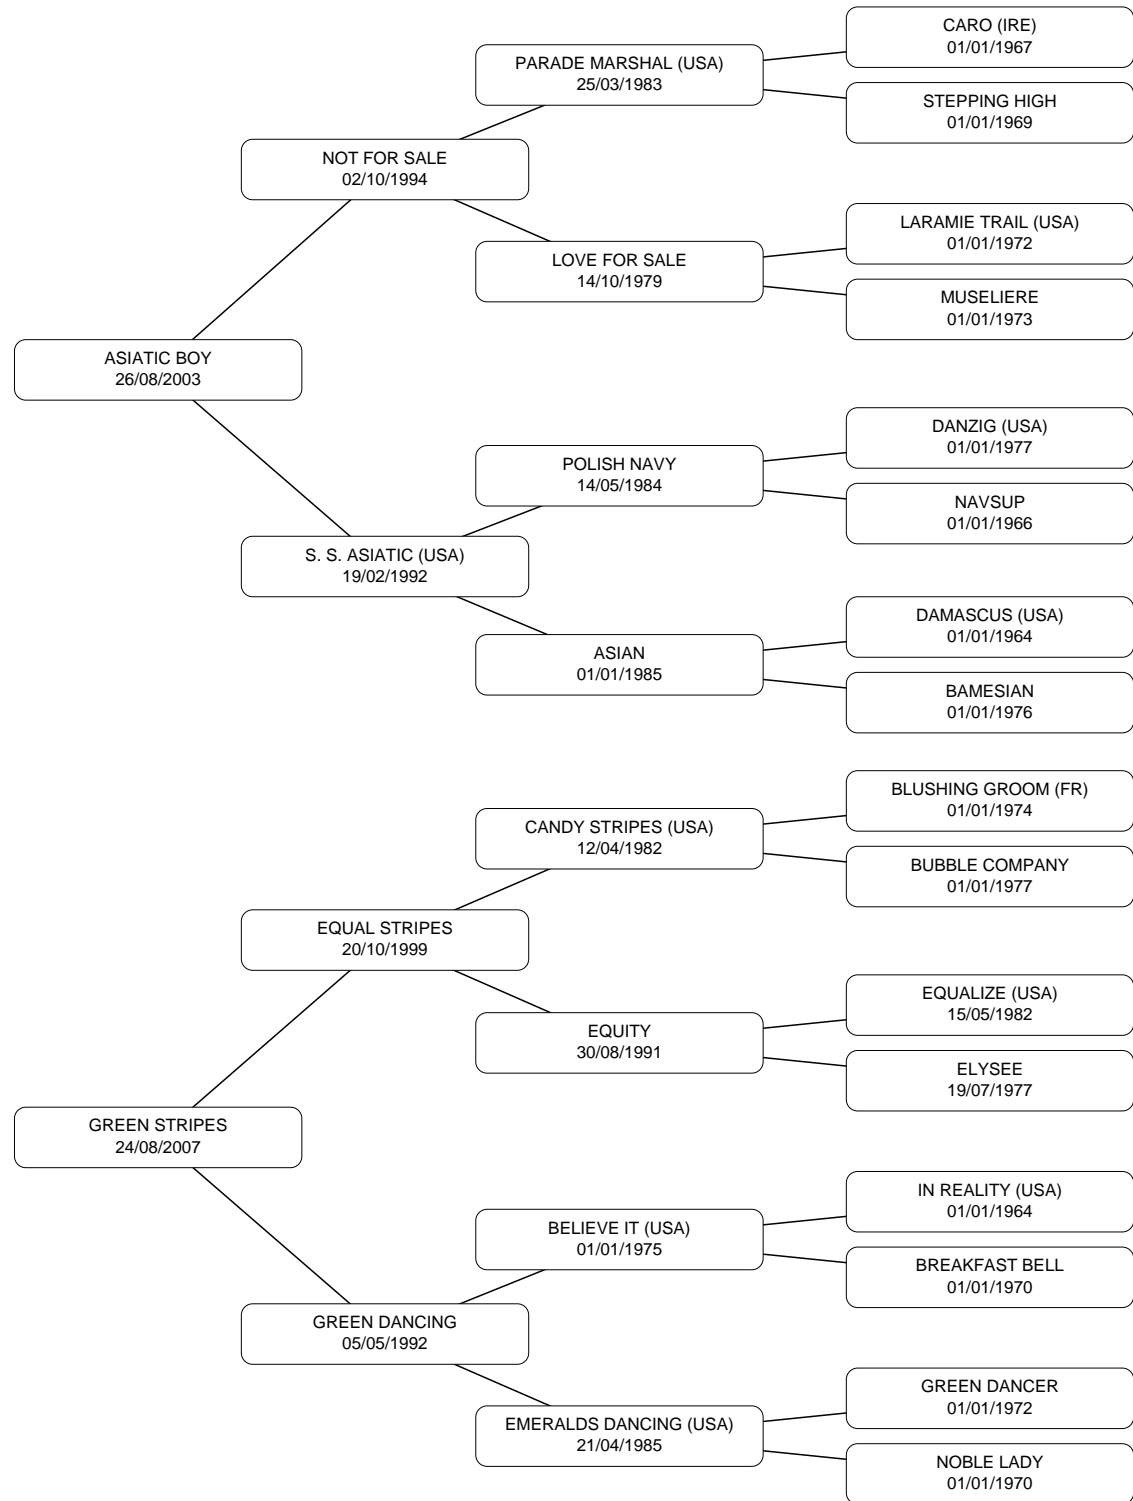 CARO (IRE)
01/01/1967
PARADE MARSHAL (USA)
25/03/1983
STEPPING HIGH
01/01/1969
NOT FOR SALE
02/10/1994
LARAMIE TRAIL (USA)
01/01/1972
LOVE FOR SALE
14/10/1979
MUSELIERE
01/01/1973
ASIATIC BOY
26/08/2003
DANZIG (USA)
01/01/1977
POLISH NAVY
14/05/1984
NAVSUP
01/01/1966
S. S. ASIATIC (USA)
19/02/1992
DAMASCUS (USA)
01/01/1964
ASIAN
01/01/1985
BAMESIAN
01/01/1976
BLUSHING GROOM (FR)
01/01/1974
CANDY STRIPES (USA)
12/04/1982
BUBBLE COMPANY
01/01/1977
EQUAL STRIPES
20/10/1999
EQUALIZE (USA)
15/05/1982
EQUITY
30/08/1991
ELYSEE
19/07/1977
GREEN STRIPES
24/08/2007
IN REALITY (USA)
01/01/1964
BELIEVE IT (USA)
01/01/1975
BREAKFAST BELL
01/01/1970
GREEN DANCING
05/05/1992
GREEN DANCER
01/01/1972
EMERALDS DANCING (USA)
21/04/1985
NOBLE LADY
01/01/1970